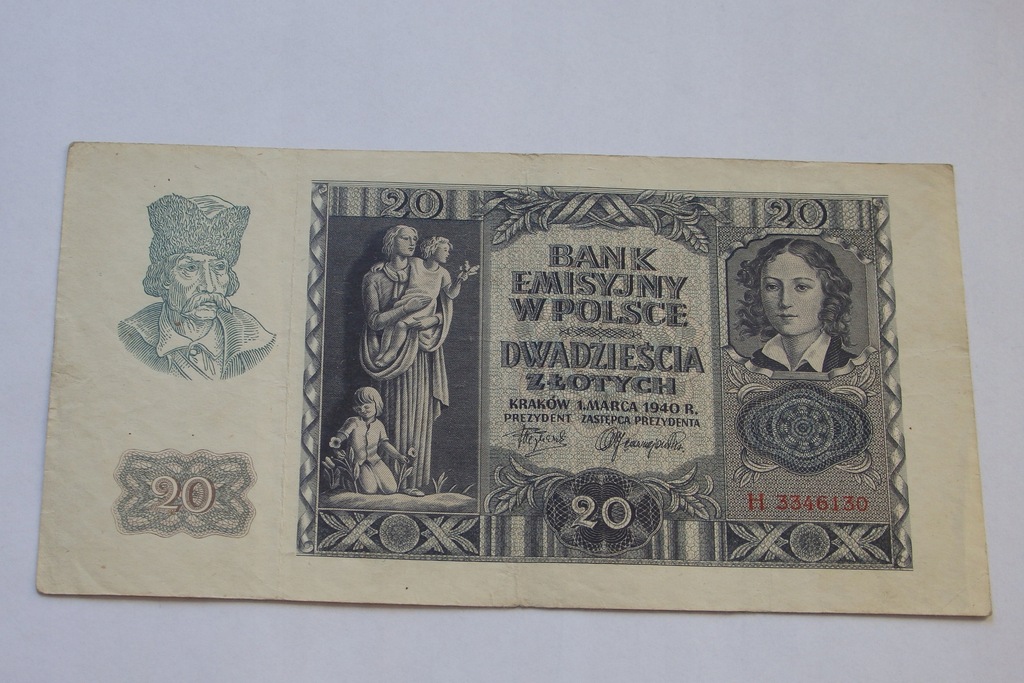 20
20
BANK
EMISYJNY
W POLSCE
DWADZIEŚCIA
ZŁOTYCH
KRAKÓW 1. MARCA 1940 R.
PREZYDENT ZASTĘPCA PREZYDENTA
20
20
H 3346130